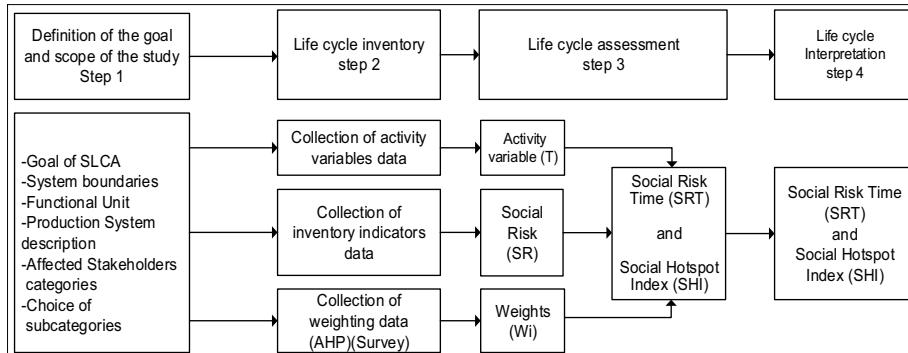 Definition of the goal
and scope of the study
Step 1
Life cycle inventory
step 2
Life cycle assessment
step 3
Life cycle
Interpretation
step 4
-Goal of SLCA
-System boundaries
-Functional Unit
-Production System
description
-Affected Stakeholders
categories
-Choice of
subcategories
Collection of activity
variables data
Activity
variable (T)
Collection of
inventory indicators
data
Social
Risk
(SR)
Collection of
weighting data
(AHP)(Survey)
Weights
(Wi)
Social Risk
Time (SRT)
and
Social Hotspot
Index (SHI)
Social Risk Time
(SRT)
and
Social Hotspot
Index (SHI)